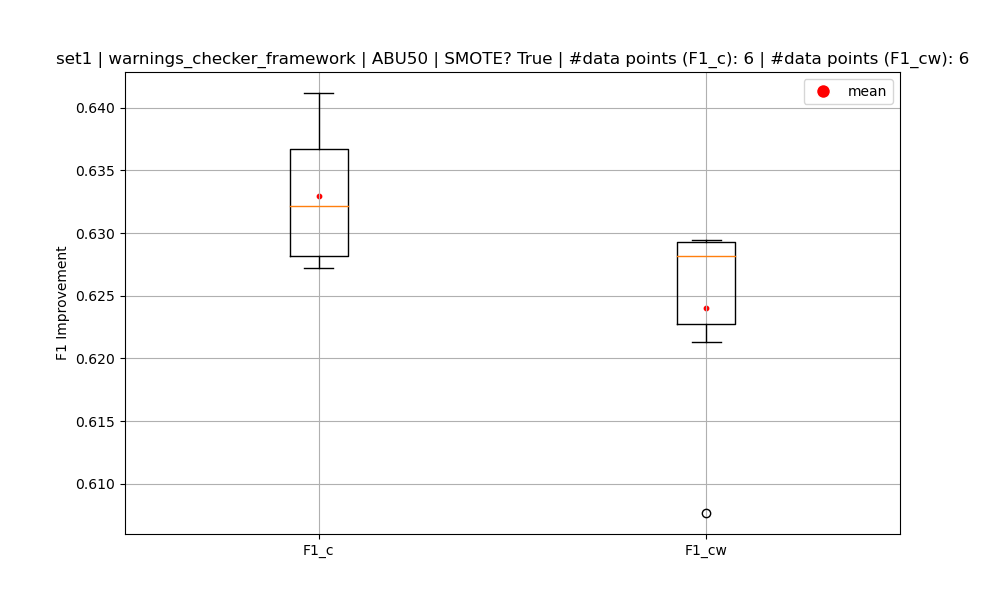 set1 | warnings_checker_framework | ABU50 | SMOTE? True | #data points (F1_c): 6 | #data points (F1_cw): 6
mean
0.640
0.635
0.630
0.625
0.620
0.615
0.610
F1 Improvement
F1_c
F1_cw